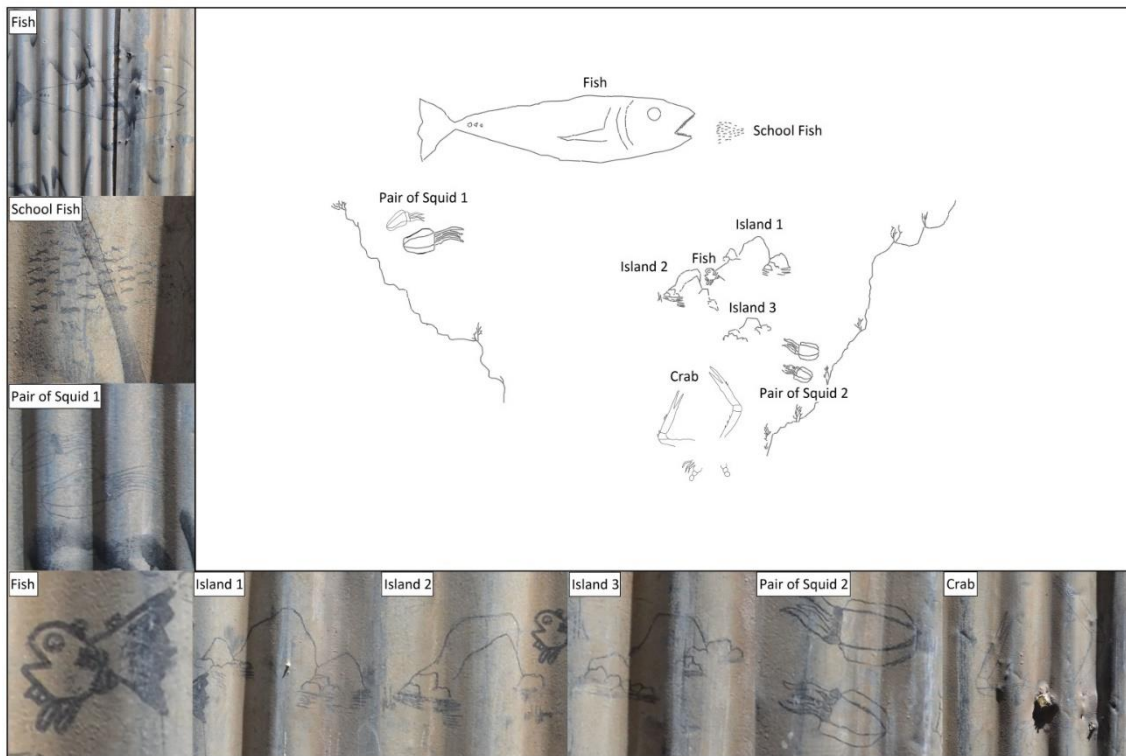 Fish
School Fish
Pair of Squid 1
Fish
Island 1
Island 2
Island 3
Pair of Squid 2
Crab
Fish
School Fish
Pair of Squid 1
Island 1
Fish
Island 2
Island 3
Crab
Pair of Squid 2